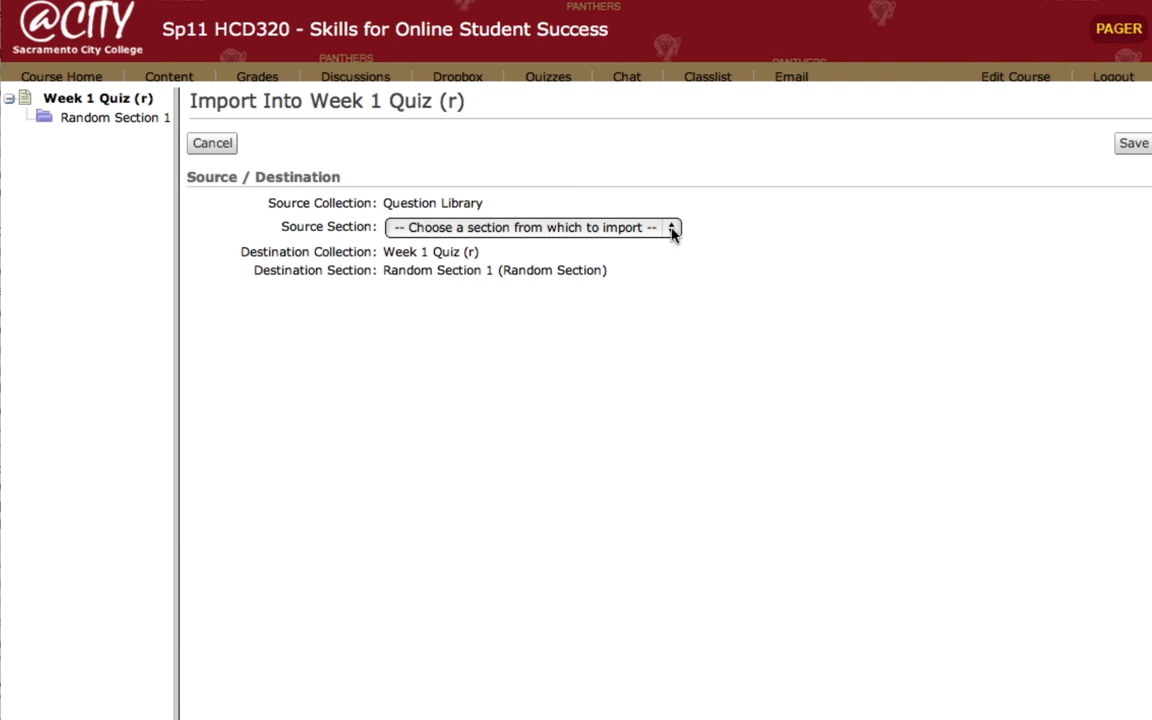 PANTHERS
@CITY
Sacramento City College
Sp11 HCD320 - Skills for Online Student Success
PAGER
PANTHERS
PANTHERS
Course Home Content Grades Discussions Dropbox Quizzes Chat Classlist Email Edit Course Logout
Week 1 Quiz (r)
Random Section 1
Import Into Week 1 Quiz (r)
Cancel
Save
Source / Destination
Source Collection: Question Library
Source Section: -- Choose a section from which to import --
Destination Collection: Week 1 Quiz (r)
Destination Section: Random Section 1 (Random Section)